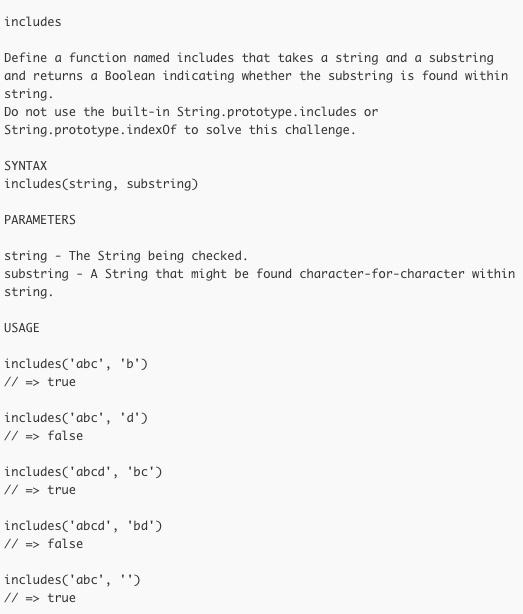 includes
Define a function named includes that takes a string and a substring
and returns a Boolean indicating whether the substring is found within
string.
Do not use the built-in String.prototype.includes or
String.prototype.indexOf to solve this challenge.
SYNTAX
includes(string, substring)
PARAMETERS
string - The String being checked.
substring - A String that might be found character-for-character within
string.
USAGE
includes('abc', 'b')
// => true
includes('abc', 'd')
// => false
includes('abcd', 'bc')
// => true
includes('abcd', 'bd')
// => false
includes('abc', '')
// => true